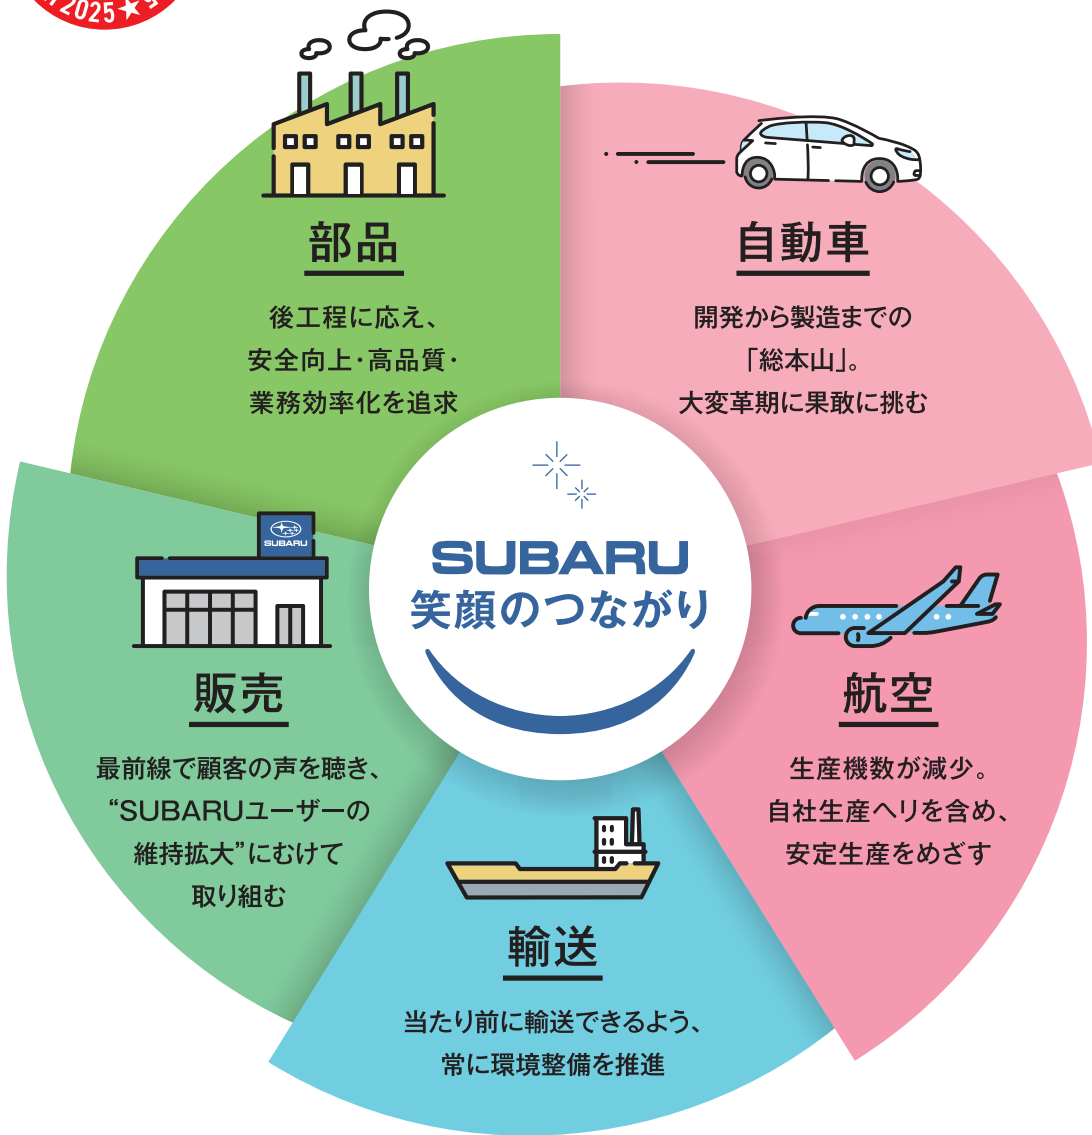 2025★
部品
後工程に応え、
安全向上・高品質・
業務効率化を追求
自動車
開発から製造までの
「総本山」。
大変革期に果敢に挑む
SUBARU
笑顔のつながり
SUBARU
販売
最前線で顧客の声を聴き、
“SUBARUユーザーの
維持拡大”にむけて
取り組む
航空
生産機数が減少。
自社生産ヘリを含め、
安定生産をめざす
輸送
当たり前に輸送できるよう、
常に環境整備を推進